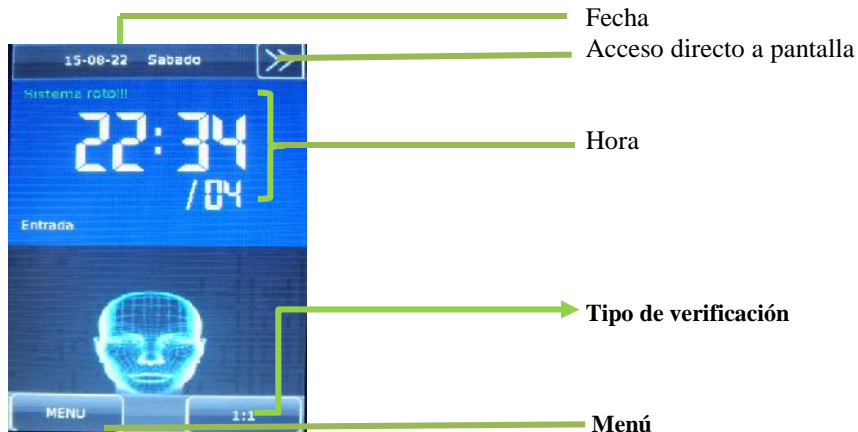 Fecha
Acceso directo a pantalla
15-08-22 Sabado
Sistema roto!!!
22:34
/04
Hora
Entrada
Tipo de verificación
MENU
1:1
Menú